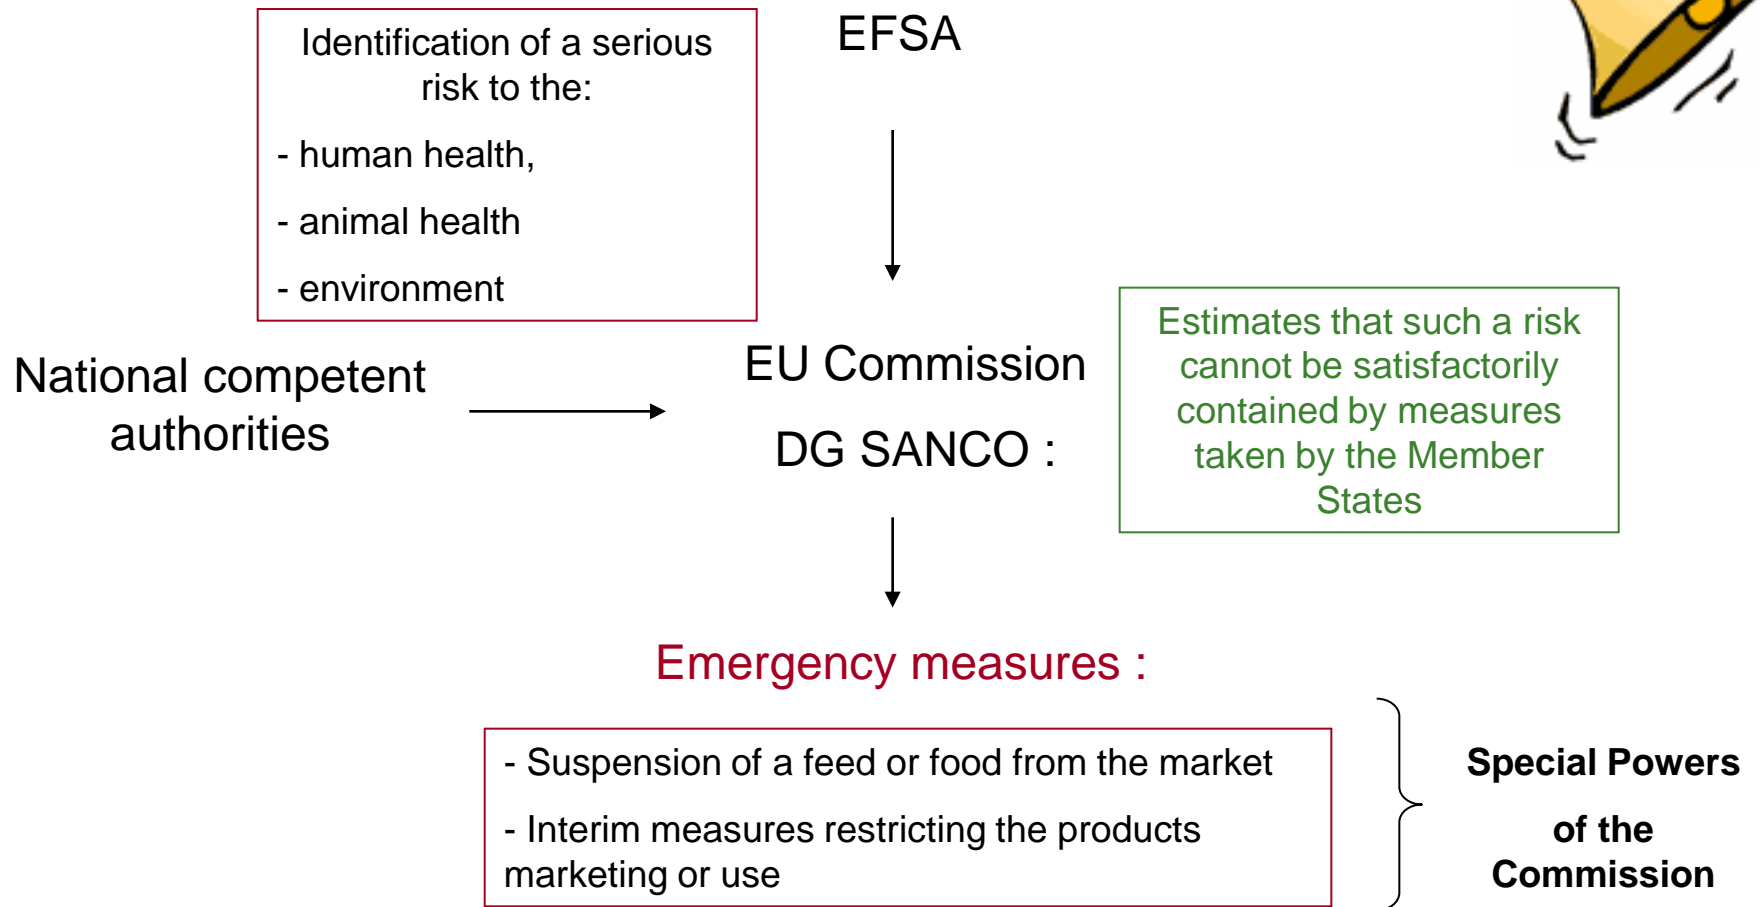 Identification of a serious
risk to the:
- human health,
- animal health
- environment
EFSA
National competent
authorities
EU Commission
DG SANCO :
Estimates that such a risk
cannot be satisfactorily
contained by measures
taken by the Member
States
Emergency measures :
- Suspension of a feed or food from the market
- Interim measures restricting the products
marketing or use
Special Powers
of the
Commission